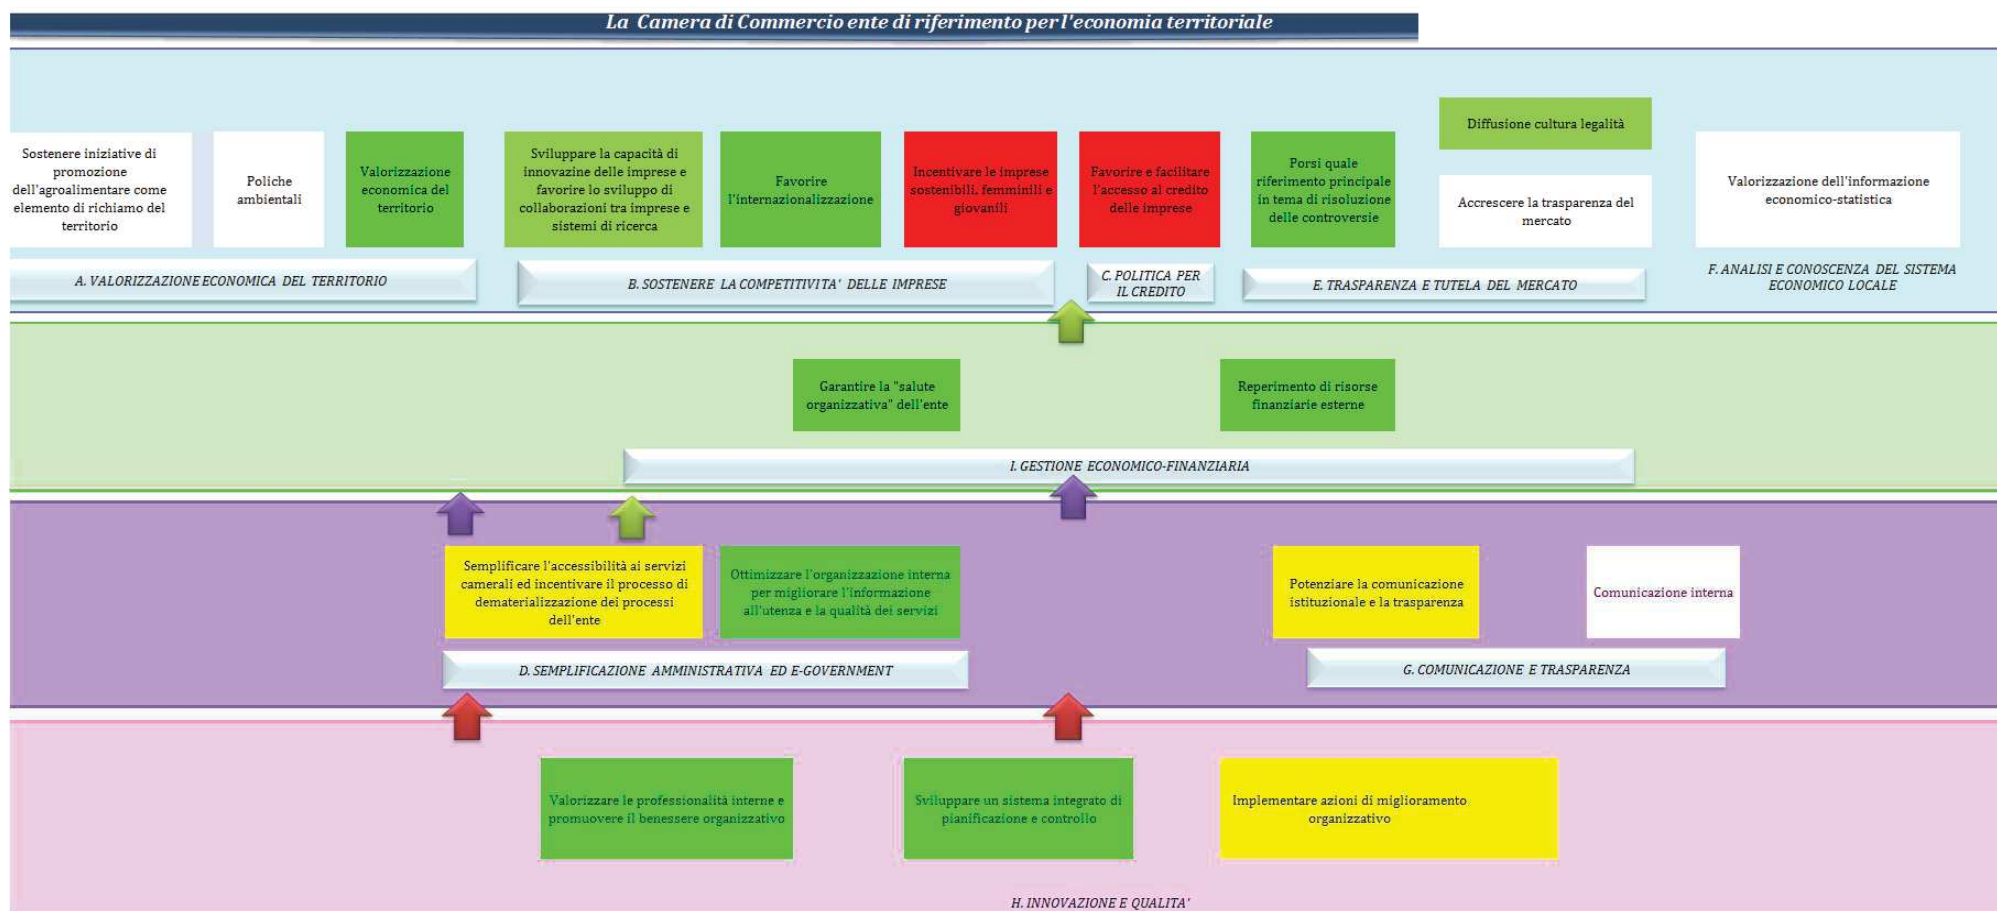 La Camera di Commercio ente di riferimento per l'economia territoriale
Sostenere iniziative di
promozione
dell'agroalimentare come
elemento di richiamo del
territorio
Poliche
ambientali
Valorizzazione
economica del
territorio
Sviluppare la capacità di
innovazine delle imprese e
favorire lo sviluppo di
collaborazioni tra imprese e
sistemi di ricerca
Favorire
l'internazionalizzazione
Incentivare le imprese
sostenibili, femminili e
giovanili
Favorire e facilitare
l'accesso al credito
delle imprese
Porsi quale
riferimento principale
in tema di risoluzione
delle controversie
Diffusione cultura legalità
Accrescere la trasparenza del
mercato
Valorizzazione dell'informazione
economico-statistica
A. VALORIZZAZIONE ECONOMICA DEL TERRITORIO
B. SOSTENERE LA COMPETITIVITA' DELLE IMPRESE
C. POLITICA PER
IL CREDITO
E. TRASPARENZA E TUTELA DEL MERCATO
F. ANALISI E CONOSCENZA DEL SISTEMA
ECONOMICO LOCALE
Garantire la "salute
organizzativa" dell'ente
Reperimento di risorse
finanziarie esterne
I. GESTIONE ECONOMICO-FINANZIARIA
Semplificare l'accessibilità ai servizi
camerali ed incentivare il processo di
dematerializzazione dei processi
dell'ente
Ottimizzare l'organizzazione interna
per migliorare l'informazione
all'utenza e la qualità dei servizi
Potenziare la comunicazione
istituzionale e la trasparenza
Comunicazione interna
D. SEMPLIFICAZIONE AMMINISTRATIVA ED E-GOVERNMENT
G. COMUNICAZIONE E TRASPARENZA
Valorizzare le professionalità interne e
promuovere il benessere organizzativo
Sviluppare un sistema integrato di
pianificazione e controllo
Implementare azioni di miglioramento
organizzativo
H. INNOVAZIONE E QUALITA'